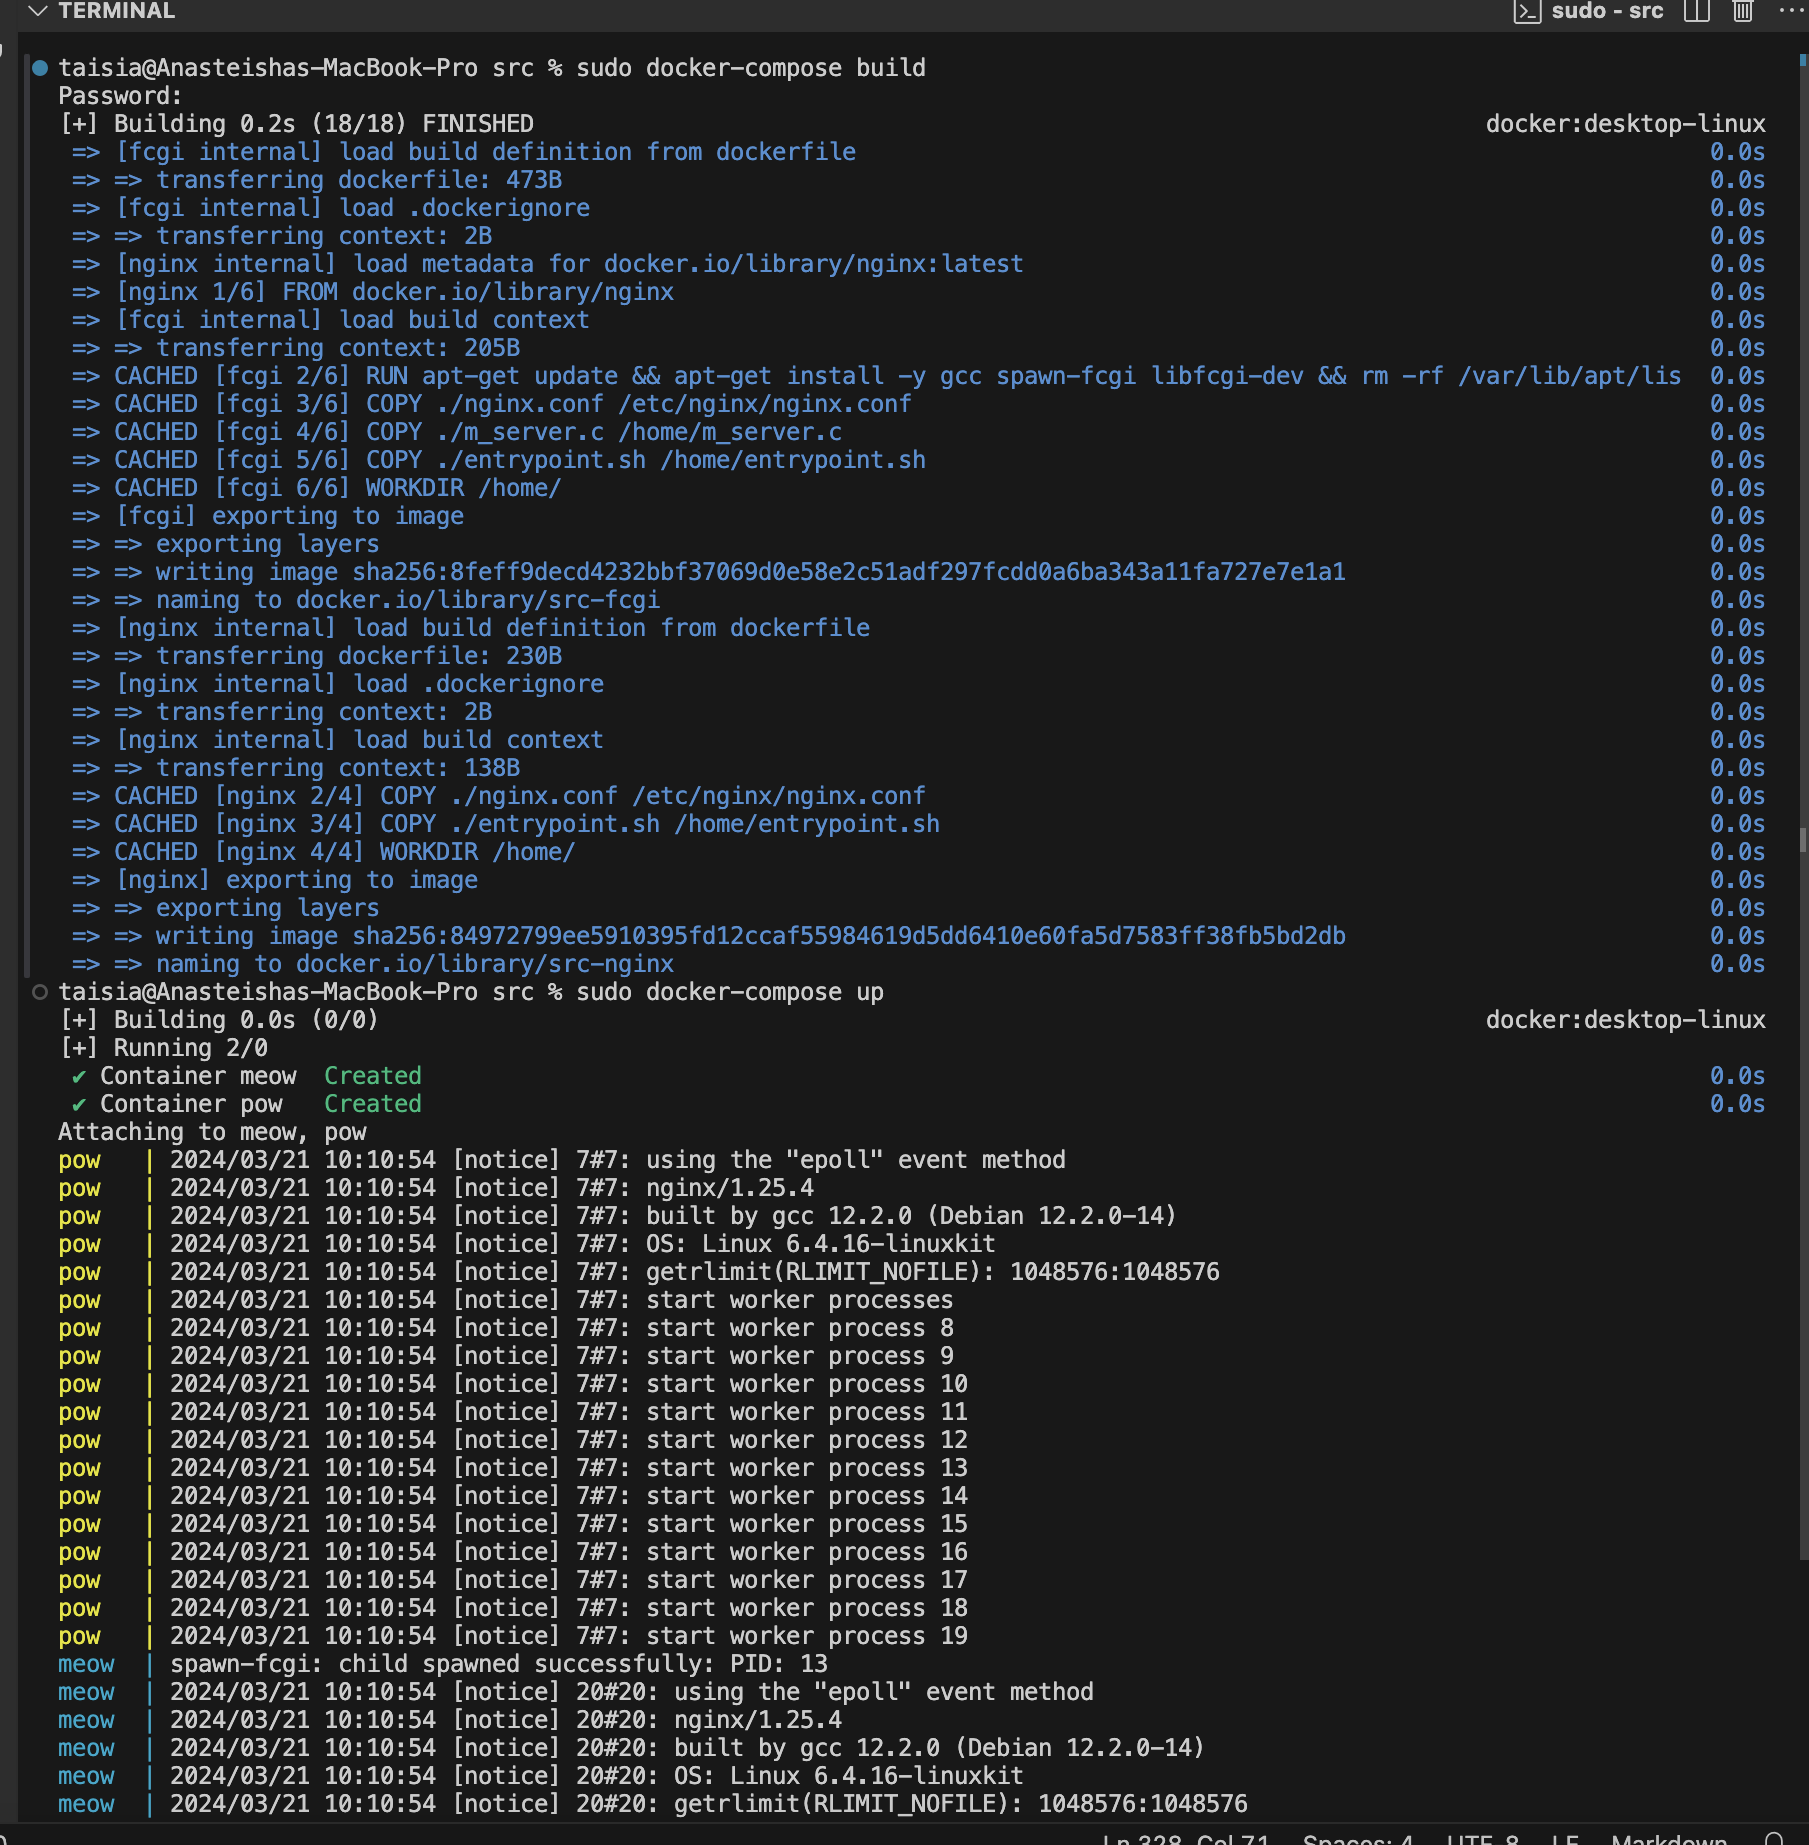 TERMINAL
sudo - src
taisia@Anasteishas-MacBook-Pro src % sudo docker-compose build
Password:
[+] Building 0.2s (18/18) FINISHED docker:desktop-linux
=> [fcgi internal] load build definition from dockerfile 0.0s
=> => transferring dockerfile: 473B 0.0s
=> [fcgi internal] load .dockerignore 0.0s
=> => transferring context: 2B 0.0s
=> [nginx internal] load metadata for docker.io/library/nginx:latest 0.0s
=> [nginx 1/6] FROM docker.io/library/nginx 0.0s
=> [fcgi internal] load build context 0.0s
=> => transferring context: 205B 0.0s
=> CACHED [fcgi 2/6] RUN apt-get update && apt-get install -y gcc spawn-fcgi libfcgi-dev && rm -rf /var/lib/apt/lis 0.0s
=> CACHED [fcgi 3/6] COPY ./nginx.conf /etc/nginx/nginx.conf 0.0s
=> CACHED [fcgi 4/6] COPY ./m_server.c /home/m_server.c 0.0s
=> CACHED [fcgi 5/6] COPY ./entrypoint.sh /home/entrypoint.sh 0.0s
=> CACHED [fcgi 6/6] WORKDIR /home/ 0.0s
=> [fcgi] exporting to image 0.0s
=> => exporting layers 0.0s
=> => writing image sha256:8feff9decd4232bbf37069d0e58e2c51adf297fcdd0a6ba343a11fa727e7e1a1 0.0s
=> => naming to docker.io/library/src-fcgi 0.0s
=> [nginx internal] load build definition from dockerfile 0.0s
=> => transferring dockerfile: 230B 0.0s
=> [nginx internal] load .dockerignore 0.0s
=> => transferring context: 2B 0.0s
=> [nginx internal] load build context 0.0s
=> => transferring context: 138B 0.0s
=> CACHED [nginx 2/4] COPY ./nginx.conf /etc/nginx/nginx.conf 0.0s
=> CACHED [nginx 3/4] COPY ./entrypoint.sh /home/entrypoint.sh 0.0s
=> CACHED [nginx 4/4] WORKDIR /home/ 0.0s
=> [nginx] exporting to image 0.0s
=> => exporting layers 0.0s
=> => writing image sha256:84972799ee5910395fd12ccaf55984619d5dd6410e60fa5d7583ff38fb5bd2db 0.0s
=> => naming to docker.io/library/src-nginx 0.0s
taisia@Anasteishas-MacBook-Pro src % sudo docker-compose up
[+] Building 0.0s (0/0) docker:desktop-linux
[+] Running 2/0
✔ Container meow Created 0.0s
✔ Container pow Created 0.0s
Attaching to meow, pow
pow | 2024/03/21 10:10:54 [notice] 7#7: using the "epoll" event method
pow | 2024/03/21 10:10:54 [notice] 7#7: nginx/1.25.4
pow | 2024/03/21 10:10:54 [notice] 7#7: built by gcc 12.2.0 (Debian 12.2.0-14)
pow | 2024/03/21 10:10:54 [notice] 7#7: OS: Linux 6.4.16-linuxkit
pow | 2024/03/21 10:10:54 [notice] 7#7: getrlimit(RLIMIT_NOFILE): 1048576:1048576
pow | 2024/03/21 10:10:54 [notice] 7#7: start worker processes
pow | 2024/03/21 10:10:54 [notice] 7#7: start worker process 8
pow | 2024/03/21 10:10:54 [notice] 7#7: start worker process 9
pow | 2024/03/21 10:10:54 [notice] 7#7: start worker process 10
pow | 2024/03/21 10:10:54 [notice] 7#7: start worker process 11
pow | 2024/03/21 10:10:54 [notice] 7#7: start worker process 12
pow | 2024/03/21 10:10:54 [notice] 7#7: start worker process 13
pow | 2024/03/21 10:10:54 [notice] 7#7: start worker process 14
pow | 2024/03/21 10:10:54 [notice] 7#7: start worker process 15
pow | 2024/03/21 10:10:54 [notice] 7#7: start worker process 16
pow | 2024/03/21 10:10:54 [notice] 7#7: start worker process 17
pow | 2024/03/21 10:10:54 [notice] 7#7: start worker process 18
pow | 2024/03/21 10:10:54 [notice] 7#7: start worker process 19
meow | spawn-fcgi: child spawned successfully: PID: 13
meow | 2024/03/21 10:10:54 [notice] 20#20: using the "epoll" event method
meow | 2024/03/21 10:10:54 [notice] 20#20: nginx/1.25.4
meow | 2024/03/21 10:10:54 [notice] 20#20: built by gcc 12.2.0 (Debian 12.2.0-14)
meow | 2024/03/21 10:10:54 [notice] 20#20: OS: Linux 6.4.16-linuxkit
meow | 2024/03/21 10:10:54 [notice] 20#20: getrlimit(RLIMIT_NOFILE): 1048576:1048576
Ln 328, Col 71 Spaces: 4 UTF-8 LF Markdown